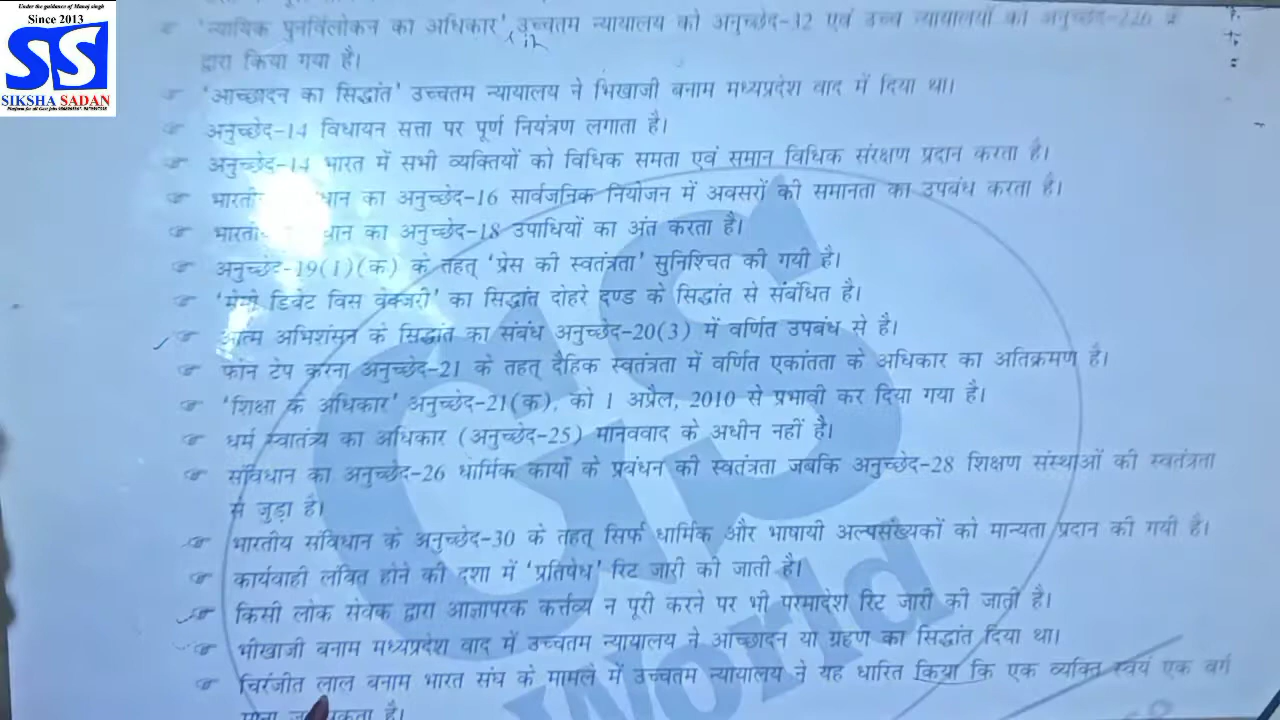 Under the guidance of Manoj singh
Since 2013
SS
SIKSHA SADAN
'न्यायिक पुनर्विलोकन का अधिकार' उच्चतम न्यायालय को अनुच्छेद-32 एवं उच्च न्यायालयों को अनुच्छेद-226 के
द्वारा किया गया है।
'आच्छादन का सिद्धांत' उच्चतम न्यायालय ने भिखाजी बनाम मध्यप्रदेश वाद में दिया था।
अनुच्छेद-14 विधायन सत्ता पर पूर्ण नियंत्रण लगाता है।
अनुच्छेद-14 भारत में सभी व्यक्तियों को विधिक समता एवं समान विधिक संरक्षण प्रदान करता है।
भारती धान का अनुच्छेद-16 सार्वजनिक नियोजन में अवसरों की समानता का उपबंध करता है।
भारती धान का अनुच्छेद-18 उपाधियों का अंत करता है।
अनुच्छेद-19(1)(क) के तहत् 'प्रेस की स्वतंत्रता' सुनिश्चित की गयी है।
डिबेट विस वेक्जरी' का सिद्धांत दोहरे दण्ड के सिद्धांत से संबंधित है।
आत्म अभिशंसन के सिद्धांत का संबंध अनुच्छेद-20(3) में वर्णित उपबंध से है।
फोन टेप करना अनुच्छेद-21 के तहत् दैहिक स्वतंत्रता में वर्णित एकांतता के अधिकार का अतिक्रमण है।
'शिक्षा के अधिकार' अनुच्छेद-21(क), को 1 अप्रैल, 2010 से प्रभावी कर दिया गया है।
धर्म स्वातंत्र्य का अधिकार (अनुच्छेद-25) मानववाद के अधीन नहीं है।
संविधान का अनुच्छेद-26 धार्मिक कार्यों के प्रबंधन की स्वतंत्रता जबकि अनुच्छेद-28 शिक्षण संस्थाओं की स्वतंत्रता
से जुड़ा है।
भारतीय संविधान के अनुच्छेद-30 के तहत् सिर्फ धार्मिक और भाषायी अल्पसंख्यकों को मान्यता प्रदान की गयी है।
कार्यवाही लंबित होने की दशा में 'प्रतिषेध' रिट जारी की जाती है।
किसी लोक सेवक द्वारा आज्ञापरक कर्त्तव्य न पूरी करने पर भी परमादेश रिट जारी की जाती है।
भीखाजी बनाम मध्यप्रदेश वाद में उच्चतम न्यायालय ने आच्छादन या ग्रहण का सिद्धांत दिया था।
चिरंजीत लाल बनाम भारत संघ के मामले में उच्चतम न्यायालय ने यह धारित किया कि एक व्यक्ति स्वयं एक वर्ग
माना है।
GS
World